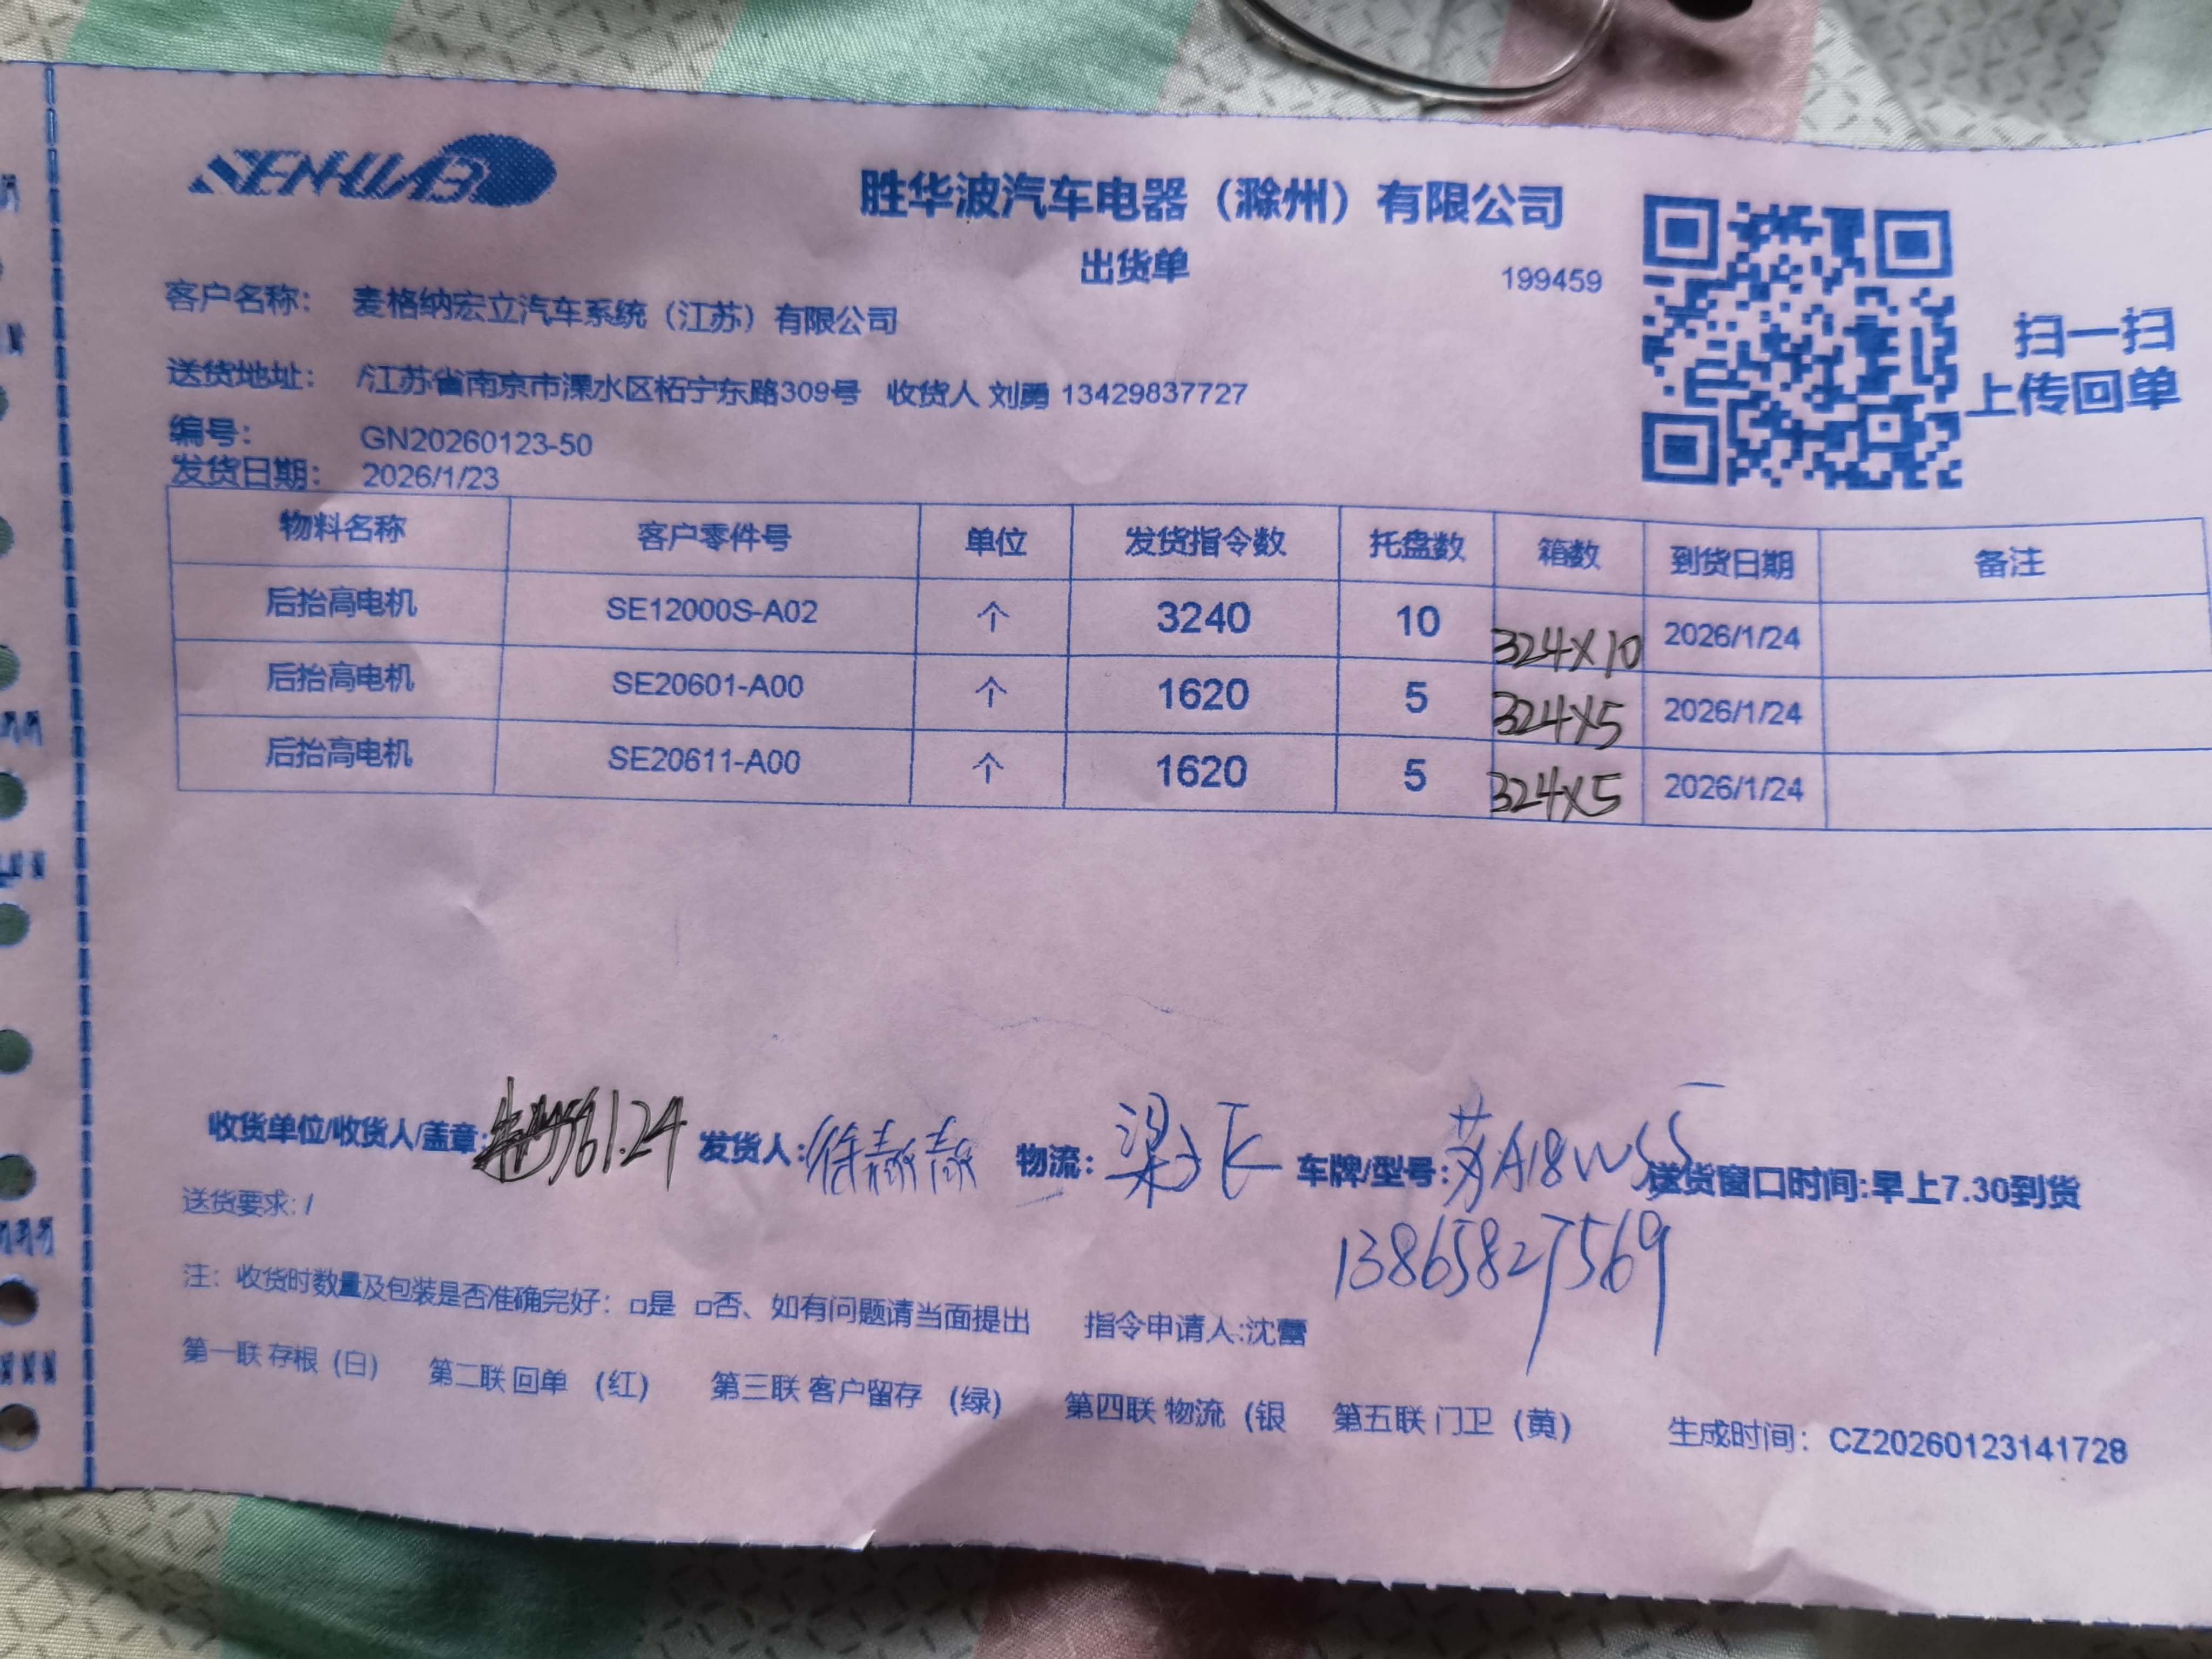 SENHUABO
胜华波汽车电器（滁州）有限公司
出货单
199459
扫一扫
上传回单
客户名称： 麦格纳宏立汽车系统（江苏）有限公司
送货地址： /江苏省南京市溧水区柘宁东路309号 收货人 刘勇 13429837727
编号： GN20260123-50
发货日期： 2026/1/23
物料名称 客户零件号 单位 发货指令数 托盘数 箱数 到货日期 备注
后抬高电机 SE12000S-A02 个 3240 10 324×10 2026/1/24
后抬高电机 SE20601-A00 个 1620 5 324×5 2026/1/24
后抬高电机 SE20611-A00 个 1620 5 324×5 2026/1/24
收货单位/收货人/盖章: 1.24 发货人: 物流： 车牌/型号: 苏A18W55 送货窗口时间:早上7.30到货
13865827569
送货要求: /
注：收货时数量及包装是否准确完好：□是 □否、如有问题请当面提出 指令申请人:沈蕾
第一联 存根（白） 第二联 回单 （红） 第三联 客户留存 （绿） 第四联 物流（银 第五联 门卫（黄） 生成时间：CZ20260123141728